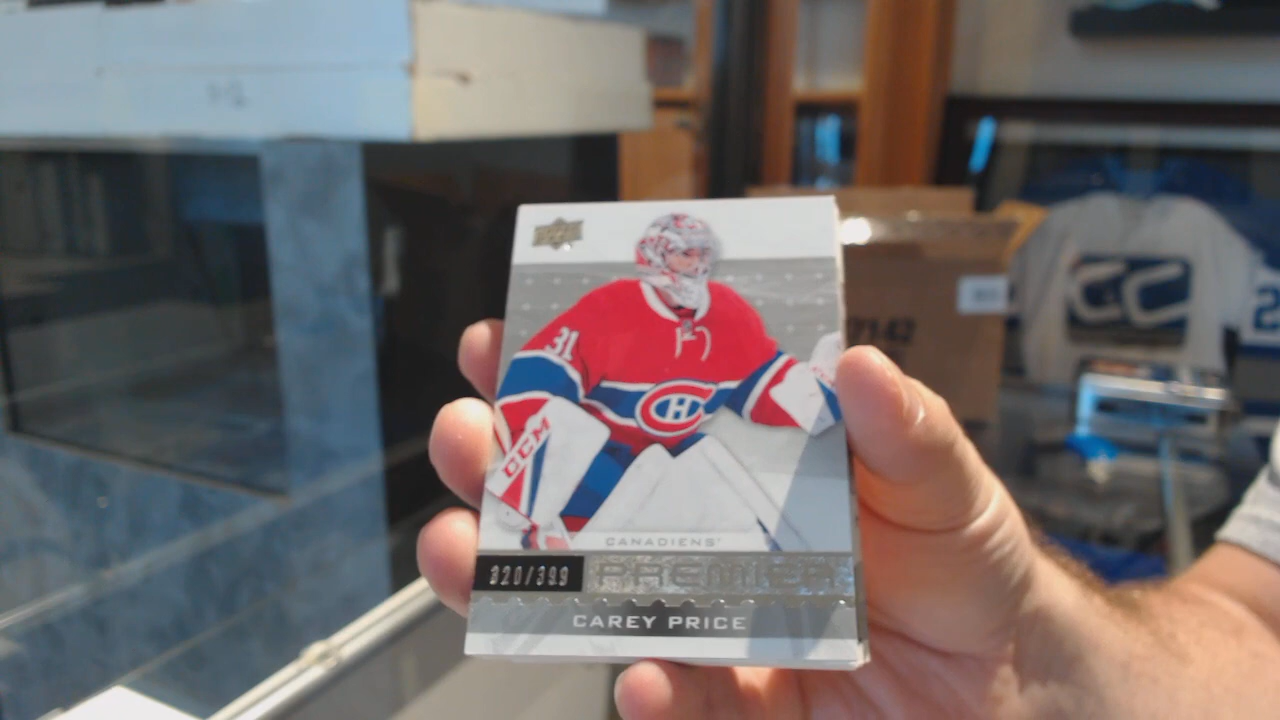 31
CCM
CANADIENS
320/399
PREMIER
CAREY PRICE